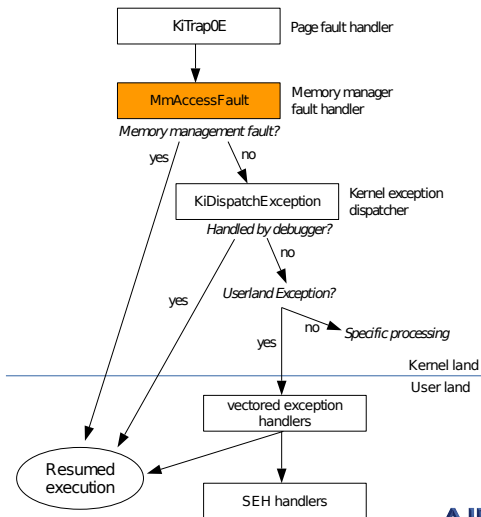 KiTrap0E
Page fault handler
MmAccessFault
Memory manager
fault handler
Memory management fault?
yes
no
KiDispatchException
Kernel exception
dispatcher
Handled by debugger?
no
yes
Userland Exception?
no
Specific processing
yes
Kernel land
User land
vectored exception
handlers
Resumed
execution
SEH handlers